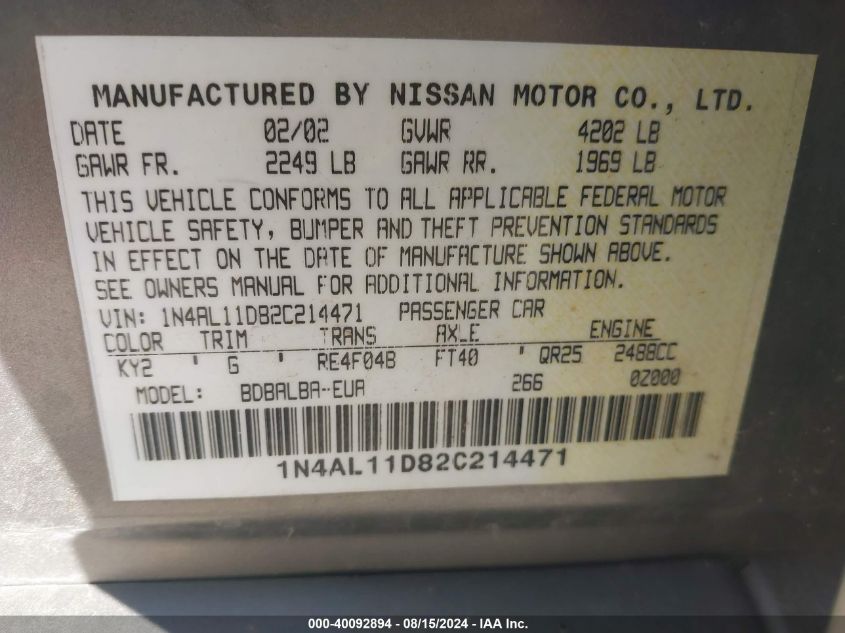 MANUFACTURED BY NISSAN MOTOR CO., LTD.
DATE 02/02 GVWR 4202 LB
GAWR FR. 2249 LB GAWR RR. 1969 LB
THIS VEHICLE CONFORMS TO ALL APPLICABLE FEDERAL MOTOR
VEHICLE SAFETY, BUMPER AND THEFT PREVENTION STANDARDS
IN EFFECT ON THE DATE OF MANUFACTURE SHOWN ABOVE.
SEE OWNERS MANUAL FOR ADDITIONAL INFORMATION.
VIN: 1N4AL11D82C214471 PASSENGER CAR
COLOR TRIM TRANS AXLE ENGINE
KY2 ' G ' RE4F04B FT40 ' QR25 2488CC
MODEL: BDBALBA-EUA 266 0Z000
1N4AL11D82C214471
000-40092894 - 08/15/2024 - IAA Inc.